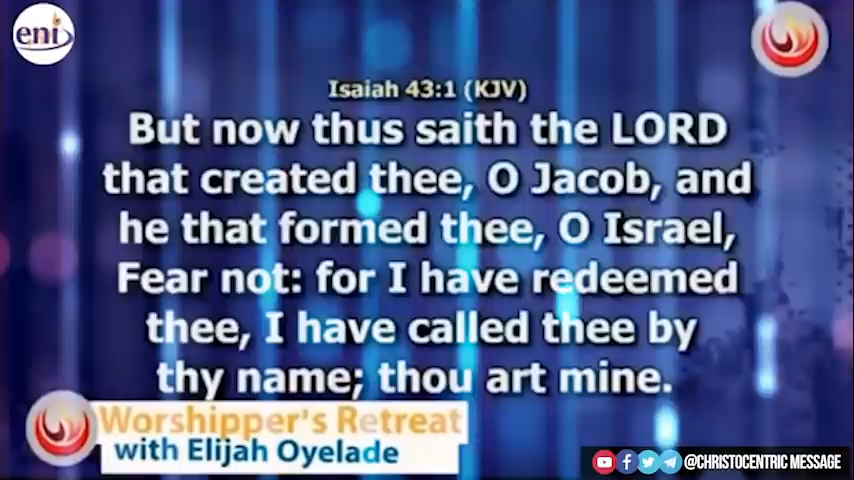 eni
Isaiah 43:1 (KJV)
But now thus saith the LORD
that created thee, O Jacob, and
he that formed thee, O Israel,
Fear not: for I have redeemed
thee, I have called thee by
thy name; thou art mine.
Worshipper's Retreat
with Elijah Oyelade
@CHRISTOCENTRIC MESSAGE